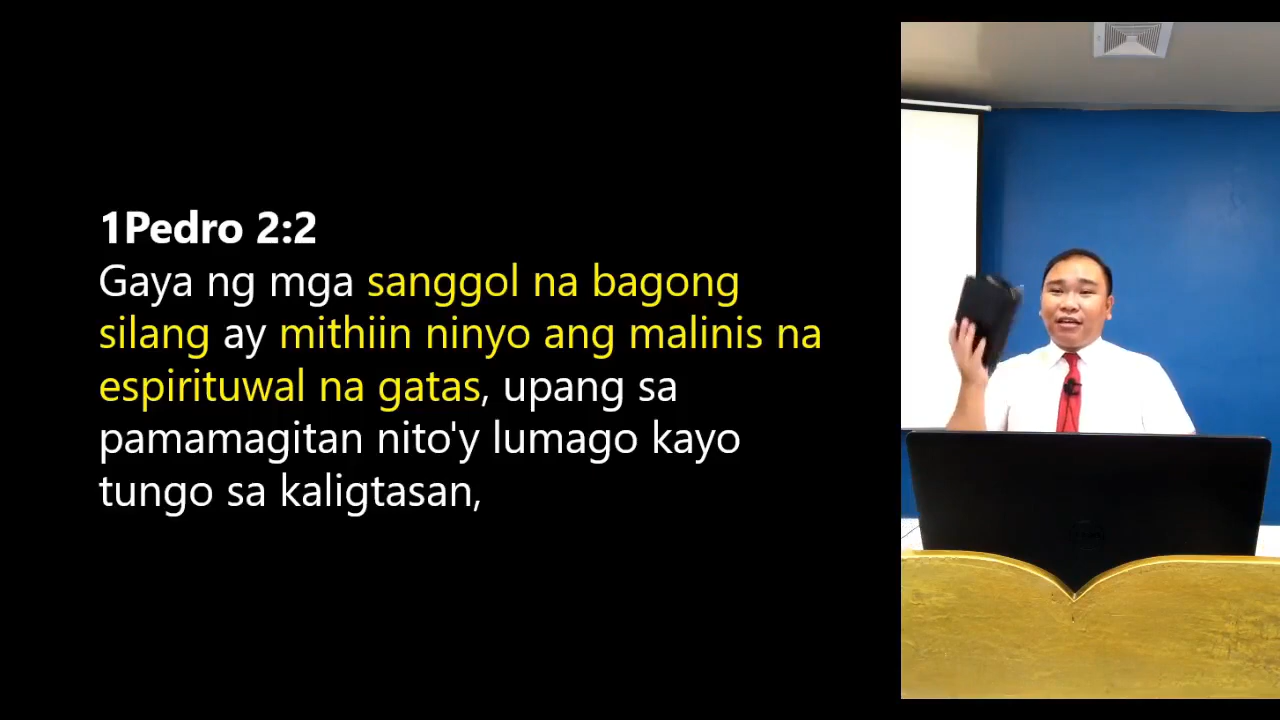 1Pedro 2:2
Gaya ng mga sanggol na bagong
silang ay mithiin ninyo ang malinis na
espirituwal na gatas, upang sa
pamamagitan nito'y lumago kayo
tungo sa kaligtasan,